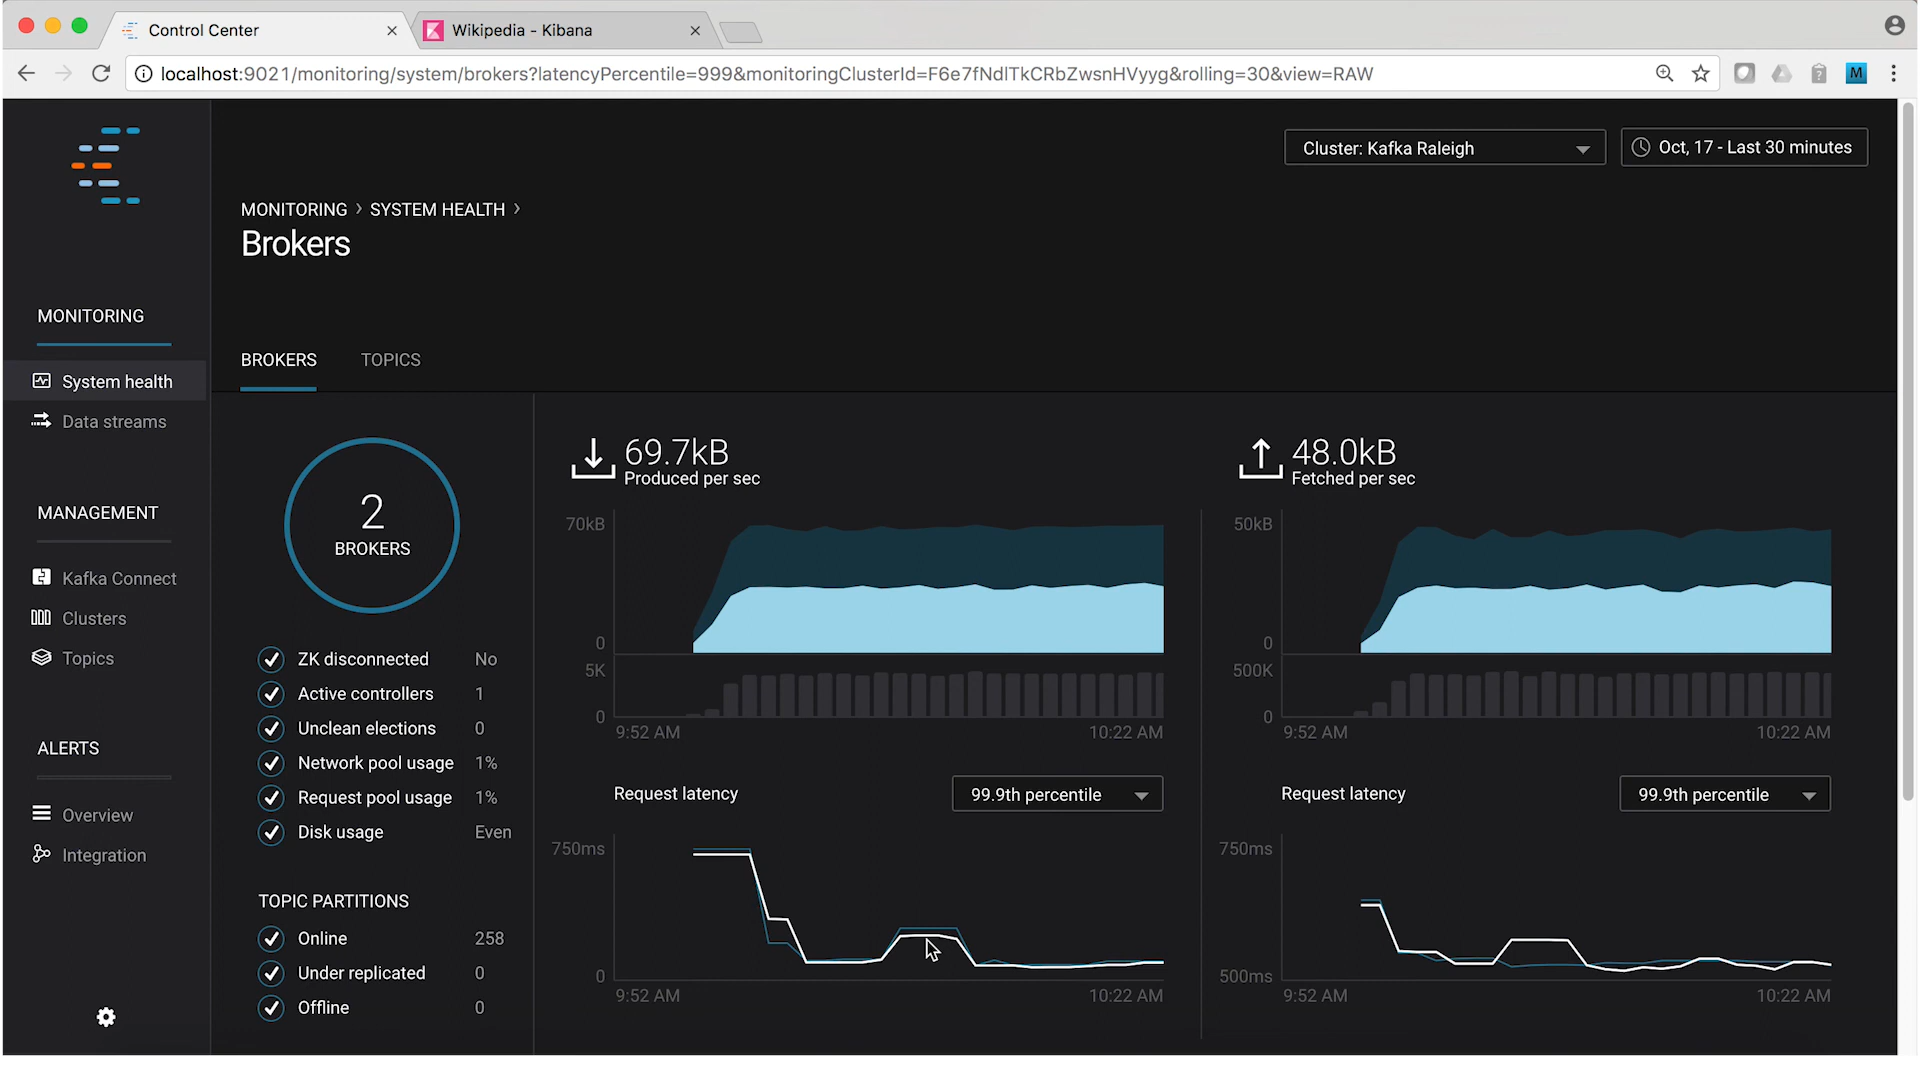 Control Center
Wikipedia - Kibana
localhost:9021/monitoring/system/brokers?latencyPercentile=999&monitoringClusterId=F6e7fNdlTkCRbZwsnHVyyg&rolling=30&view=RAW
M
Cluster: Kafka Raleigh
Oct, 17 - Last 30 minutes
MONITORING › SYSTEM HEALTH ›
Brokers
MONITORING
System health
Data streams
MANAGEMENT
Kafka Connect
Clusters
Topics
ALERTS
Overview
Integration
BROKERS
TOPICS
2
BROKERS
ZK disconnected No
Active controllers 1
Unclean elections 0
Network pool usage 1%
Request pool usage 1%
Disk usage Even
TOPIC PARTITIONS
Online 258
Under replicated 0
Offline 0
69.7kB
Produced per sec
70kB
0
5K
0
9:52 AM 10:22 AM
Request latency
99.9th percentile
750ms
0
9:52 AM 10:22 AM
48.0kB
Fetched per sec
50kB
0
500K
0
9:52 AM 10:22 AM
Request latency
99.9th percentile
750ms
500ms
9:52 AM 10:22 AM